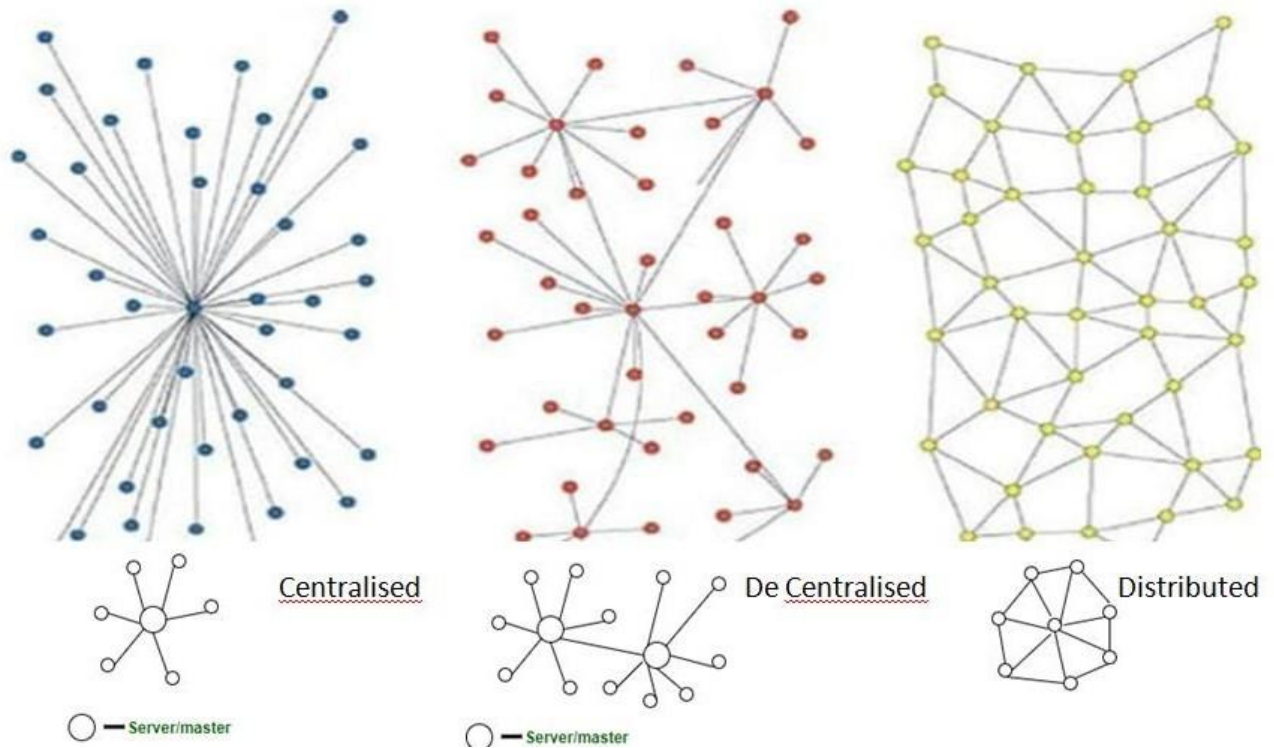 Centralised
De Centralised
Distributed
Server/master
Server/master